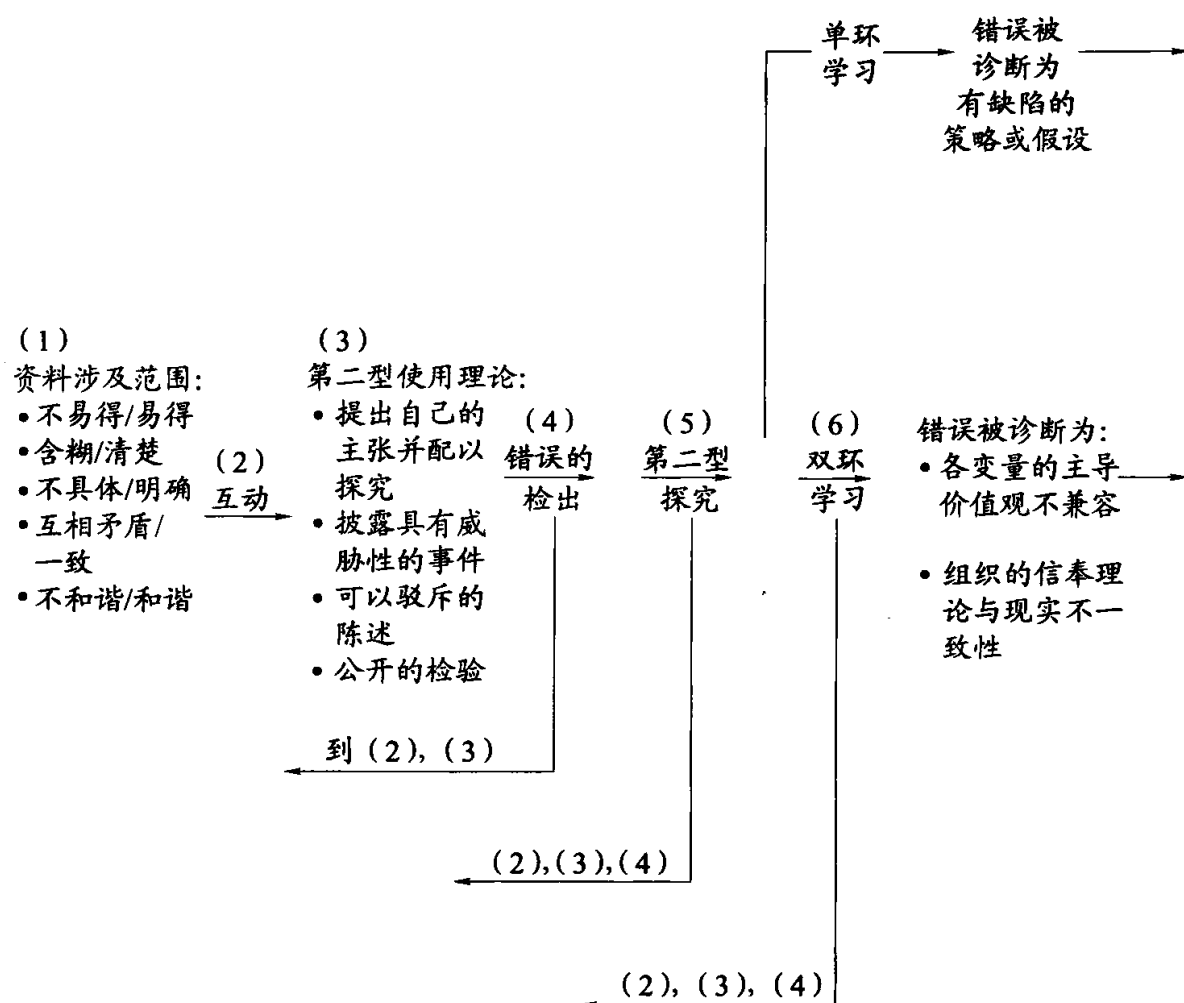 单环
学习
错误被
诊断为
有缺陷的
策略或假设
(1)
资料涉及范围:
•不易得/易得
•含糊/清楚
•不具体/明确
•互相矛盾/
一致
•不和谐/和谐
(2)
互动
(3)
第二型使用理论:
•提出自己的
主张并配以
探究
•披露具有威
胁性的事件
•可以驳斥的
陈述
•公开的检验
(4)
错误的
检出
(5)
第二型
探究
(6)
双环
学习
错误被诊断为:
•各变量的主导
价值观不兼容
•组织的信奉理
论与现实不一
致性
到(2),(3)
(2),(3),(4)
(2),(3),(4)